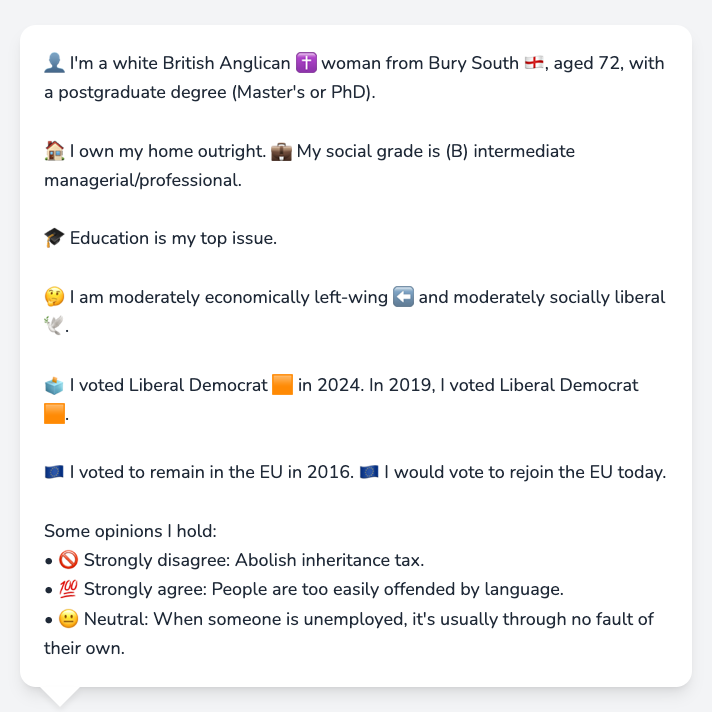 👤 I'm a white British Anglican ✝️ woman from Bury South 🏴󠁧󠁢󠁥󠁮󠁧󠁿, aged 72, with
a postgraduate degree (Master's or PhD).
🏠 I own my home outright. 💼 My social grade is (B) intermediate
managerial/professional.
🎓 Education is my top issue.
🤔 I am moderately economically left-wing ⬅️ and moderately socially liberal
🕊️.
🗳️ I voted Liberal Democrat 🟧 in 2024. In 2019, I voted Liberal Democrat
🟧.
🇪🇺 I voted to remain in the EU in 2016. 🇪🇺 I would vote to rejoin the EU today.
Some opinions I hold:
• 🚫 Strongly disagree: Abolish inheritance tax.
• 💯 Strongly agree: People are too easily offended by language.
• 😐 Neutral: When someone is unemployed, it's usually through no fault of
their own.